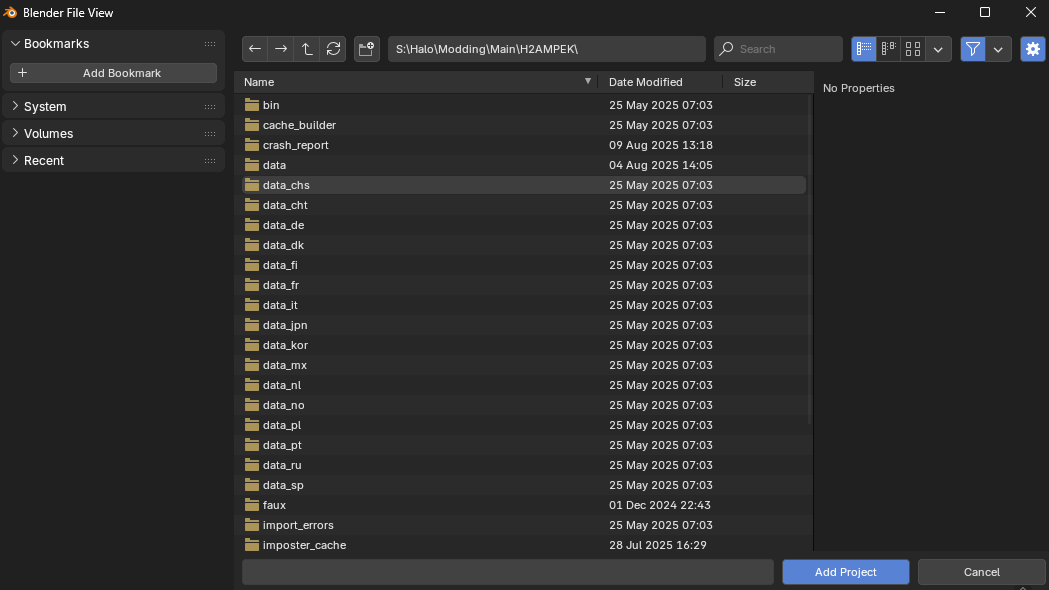 Blender File View
Bookmarks
Add Bookmark
System
Volumes
Recent
S:\Halo\Modding\Main\H2AMPEK\
Search
Name Date Modified Size
bin 25 May 2025 07:03
cache_builder 25 May 2025 07:03
crash_report 09 Aug 2025 13:18
data 04 Aug 2025 14:05
data_chs 25 May 2025 07:03
data_cht 25 May 2025 07:03
data_de 25 May 2025 07:03
data_dk 25 May 2025 07:03
data_fi 25 May 2025 07:03
data_fr 25 May 2025 07:03
data_it 25 May 2025 07:03
data_jpn 25 May 2025 07:03
data_kor 25 May 2025 07:03
data_mx 25 May 2025 07:03
data_nl 25 May 2025 07:03
data_no 25 May 2025 07:03
data_pl 25 May 2025 07:03
data_pt 25 May 2025 07:03
data_ru 25 May 2025 07:03
data_sp 25 May 2025 07:03
faux 01 Dec 2024 22:43
import_errors 25 May 2025 07:03
imposter_cache 28 Jul 2025 16:29
No Properties
Add Project
Cancel